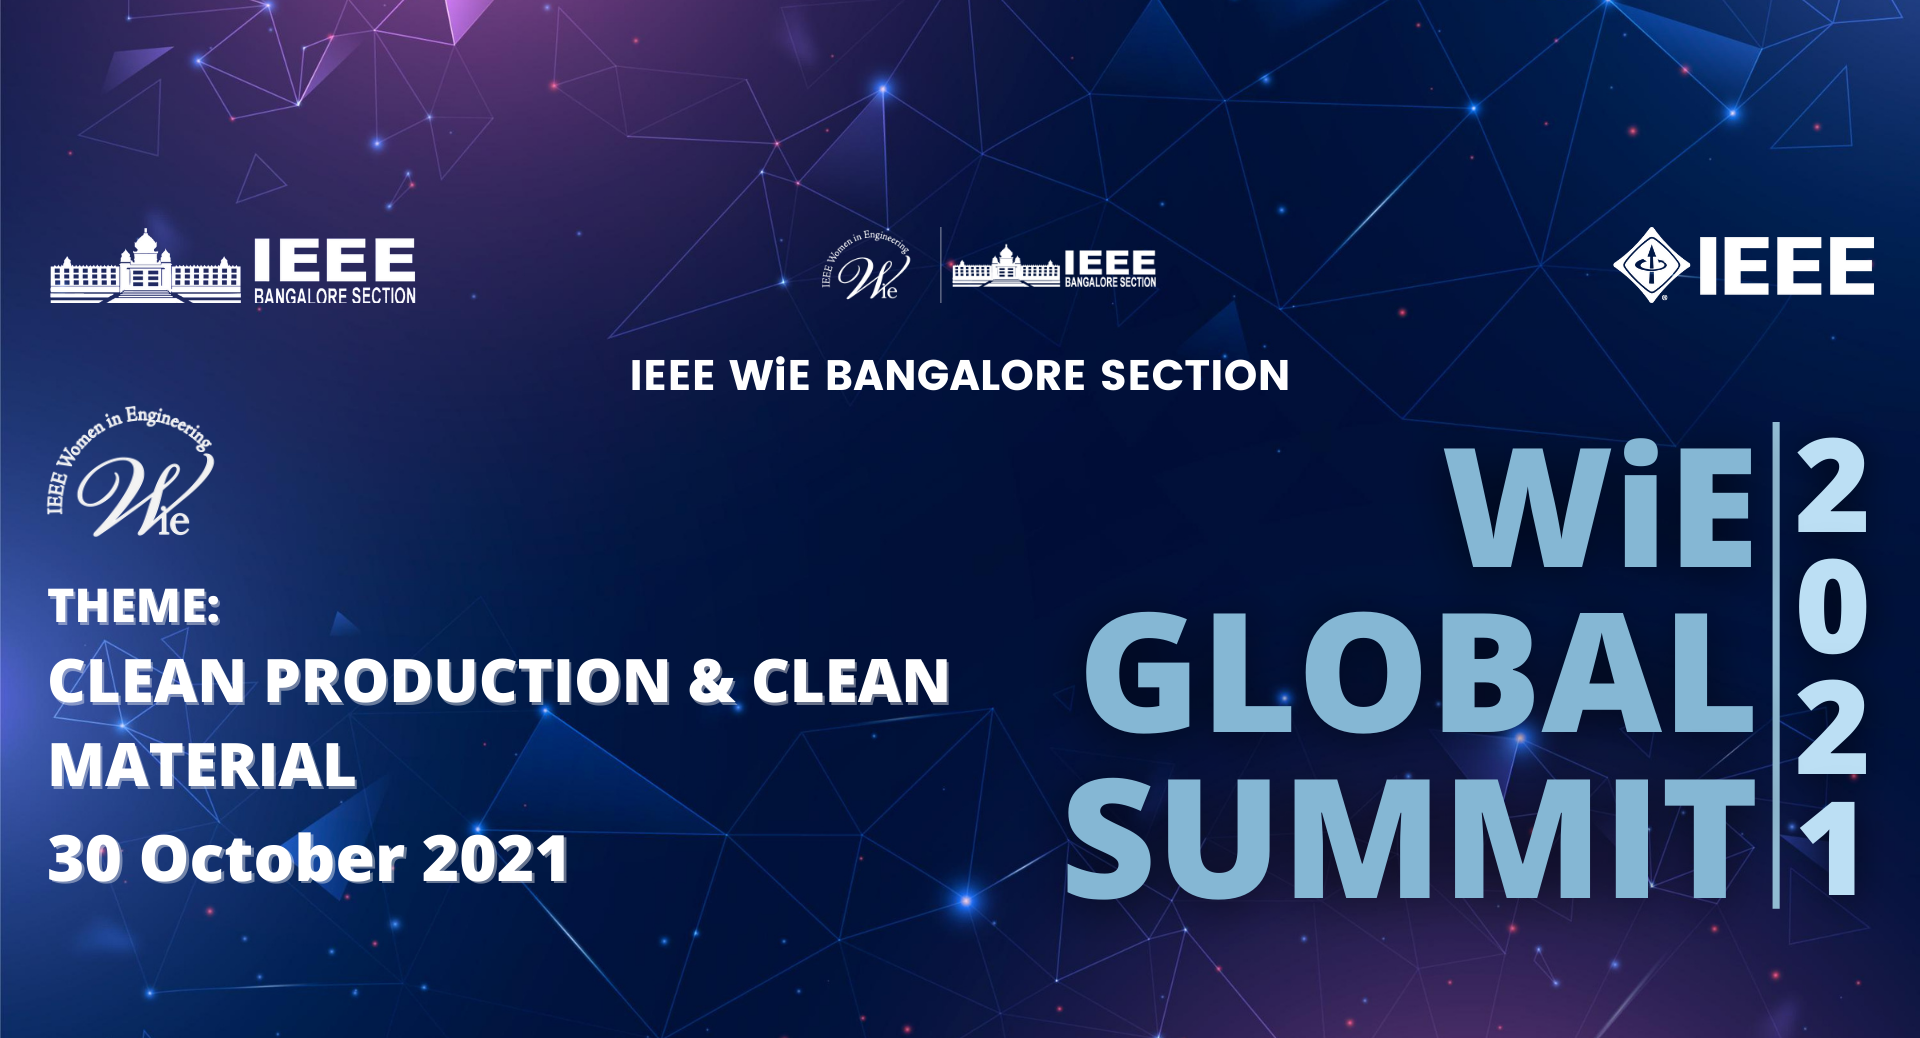 IEEE
BANGALORE SECTION
IEEE Women in Engineering
Wie
IEEE
BANGALORE SECTION
IEEE
IEEE WiE BANGALORE SECTION
IEEE Women in Engineering
Wie
THEME:
CLEAN PRODUCTION & CLEAN
MATERIAL
30 October 2021
WiE
GLOBAL
SUMMIT
2021